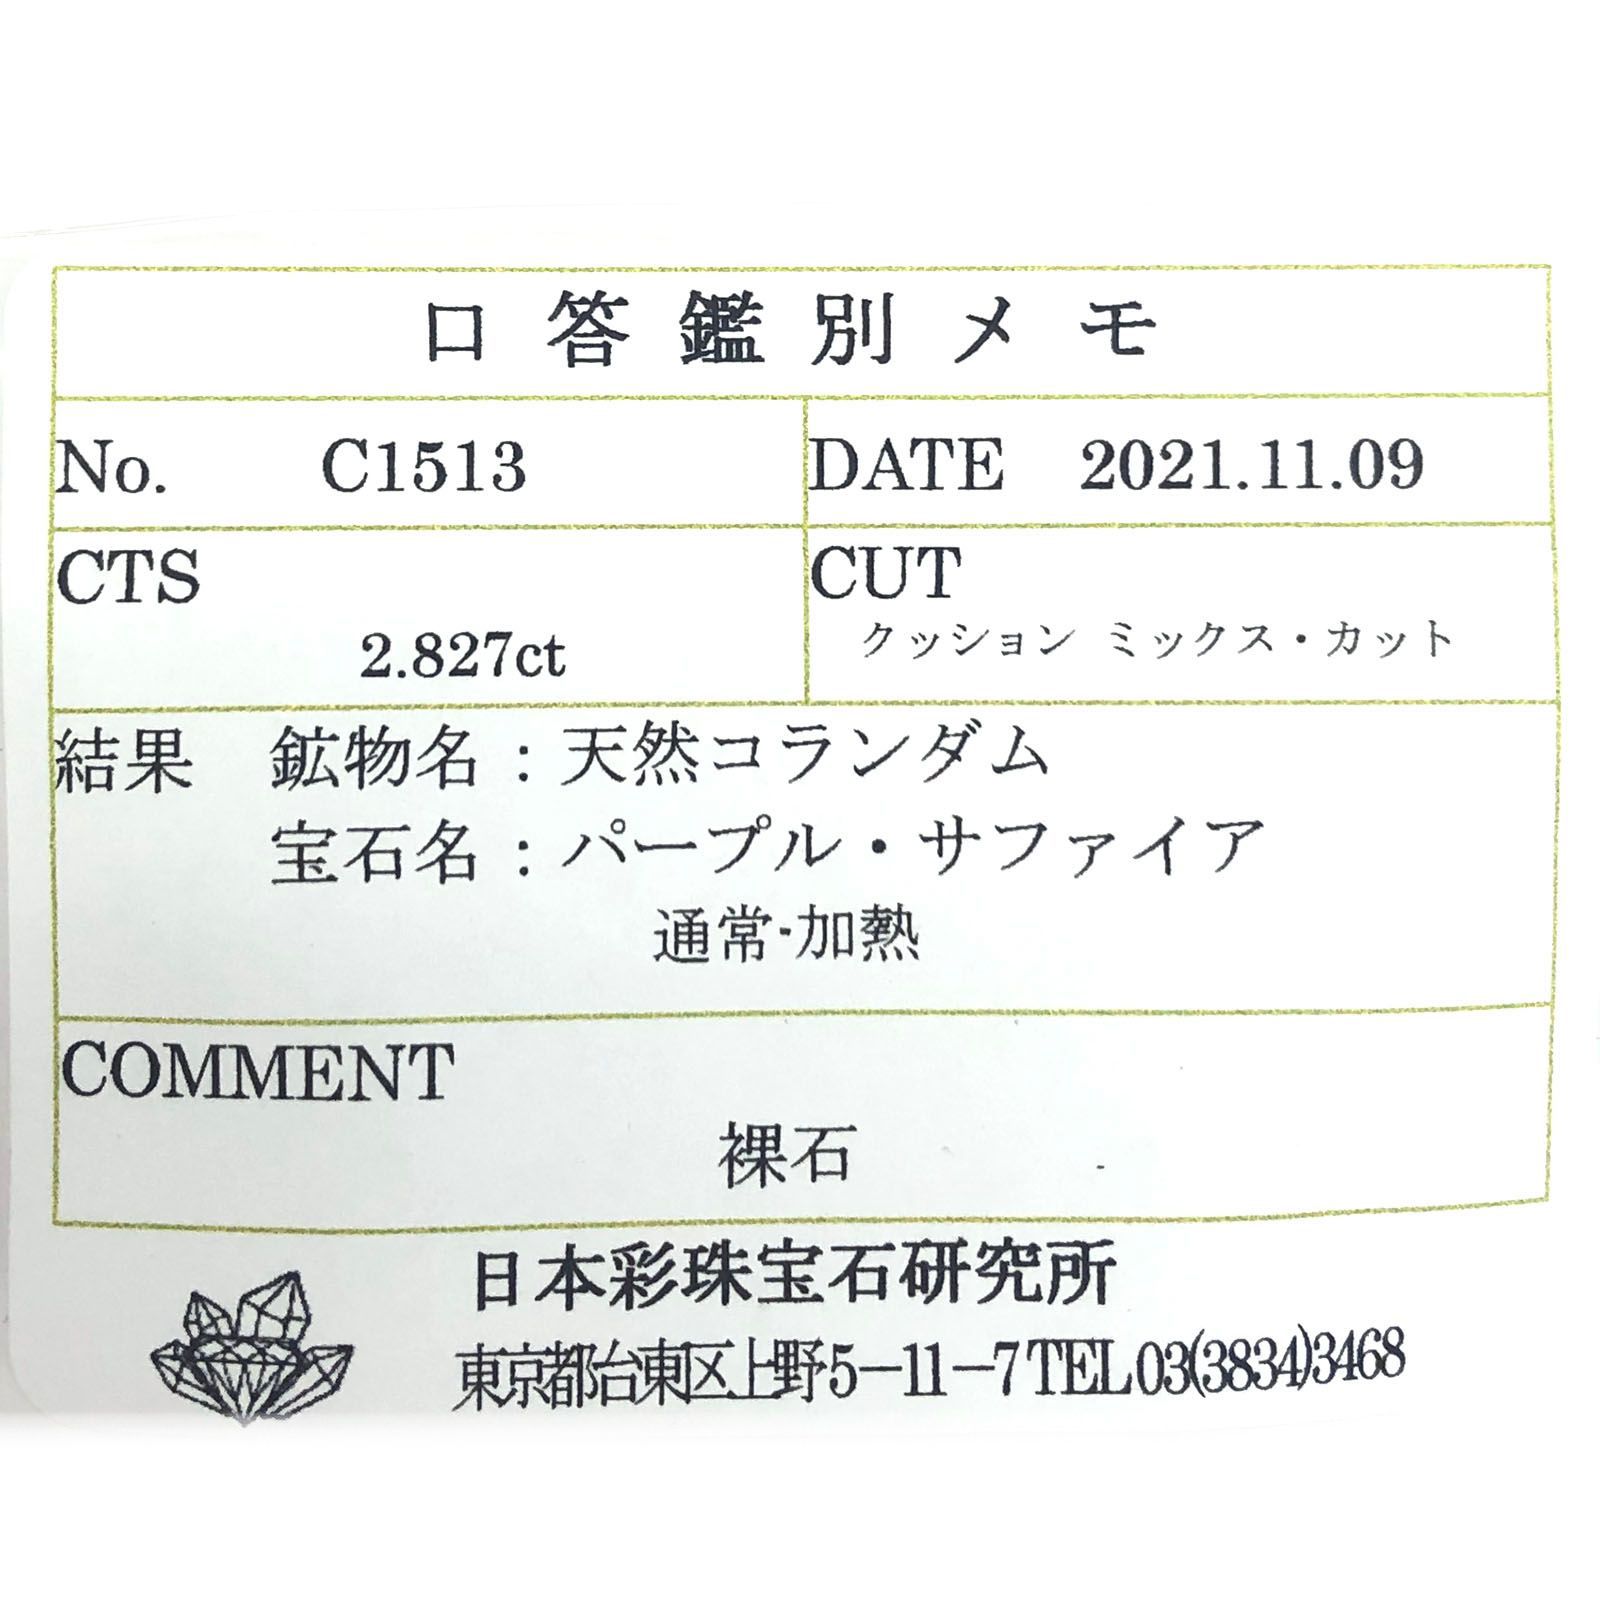 口答鑑別メモ
No. C1513 DATE 2021.11.09
CTS CUT
2.827ct クッション ミックス・カット
結果 鉱物名：天然コランダム
宝石名：パープル・サファイア
通常-加熱
COMMENT
裸石
日本彩珠宝石研究所
東京都台東区上野5－11－7 TEL 03(3834)3468